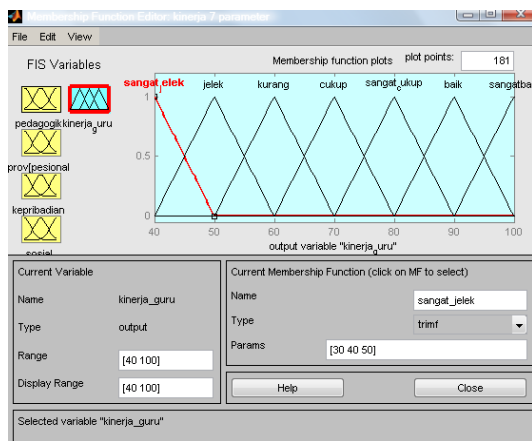 Membership Function Editor: kinerja 7 parameter
File Edit View
FIS Variables
Membership function plots plot points: 181
sangat_jelek jelek kurang cukup sangat_cukup baik sangatba
pedagogik kinerja_guru
prov[pesional
kepribadian
sosial
1
0.5
0
40 50 60 70 80 90 100
output variable "kinerja_guru"
Current Variable
Name kinerja_guru
Type output
Range [40 100]
Display Range [40 100]
Current Membership Function (click on MF to select)
Name sangat_jelek
Type trimf
Params [30 40 50]
Help Close
Selected variable "kinerja_guru"